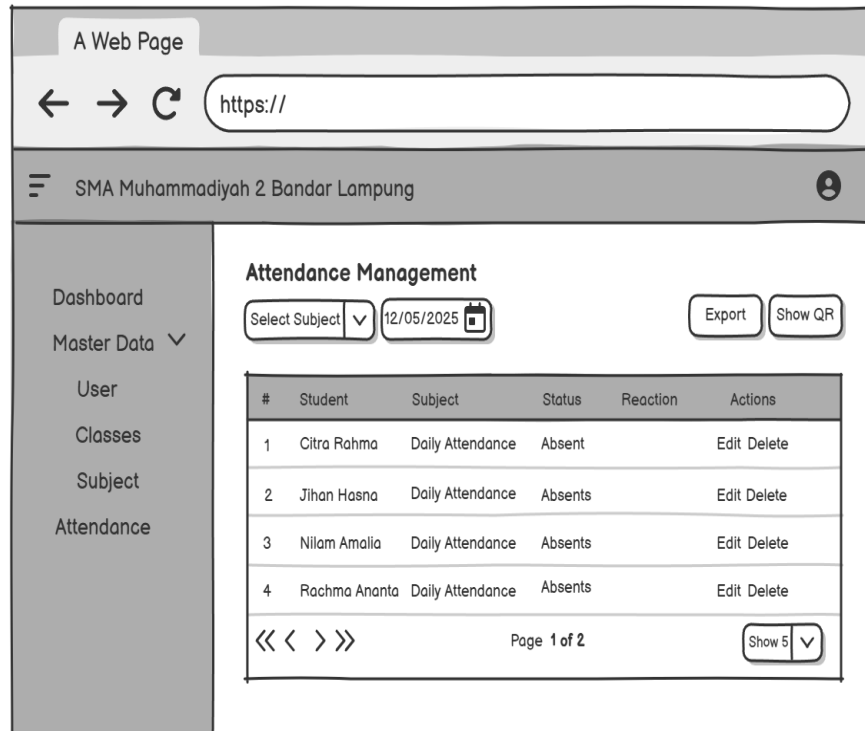 A Web Page
https://
SMA Muhammadiyah 2 Bandar Lampung
Dashboard
Master Data
User
Classes
Subject
Attendance
Attendance Management
Select Subject 12/05/2025 Export Show QR
# Student Subject Status Reaction Actions
1 Citra Rahma Daily Attendance Absent Edit Delete
2 Jihan Hasna Daily Attendance Absents Edit Delete
3 Nilam Amalia Daily Attendance Absents Edit Delete
4 Rachma Ananta Daily Attendance Absents Edit Delete
Page 1 of 2 Show 5